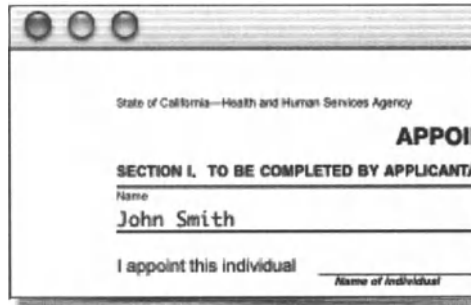 State of California—Health and Human Services Agency
APPOI
SECTION I. TO BE COMPLETED BY APPLICANT/
Name
John Smith
I appoint this individual
Name of individual